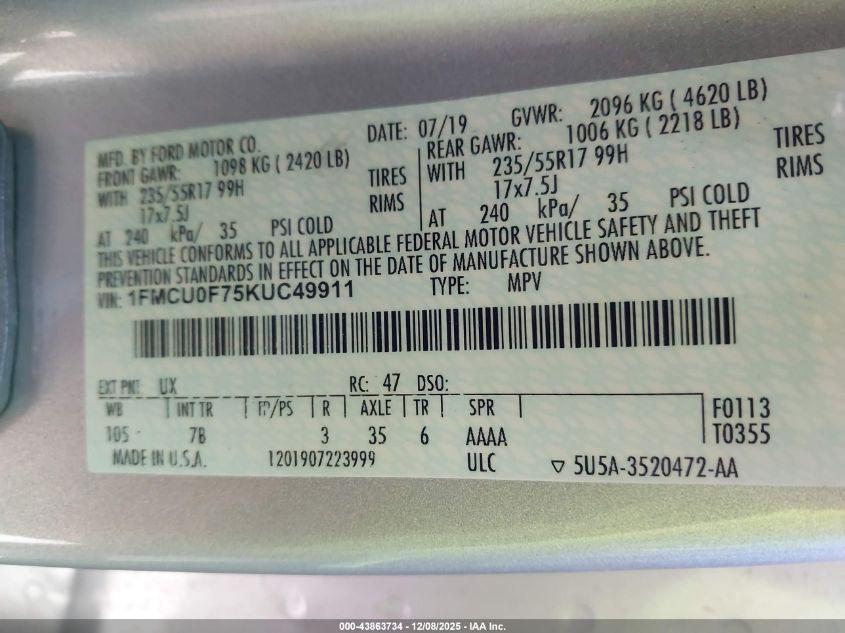 MFD. BY FORD MOTOR CO.
DATE: 07/19
GVWR: 2096 KG ( 4620 LB)
FRONT GAWR: 1098 KG ( 2420 LB)
REAR GAWR: 1006 KG ( 2218 LB)
WITH 235/55R17 99H TIRES
WITH 235/55R17 99H TIRES
17x7.5J RIMS
17x7.5J RIMS
AT 240 kPa/ 35 PSI COLD
AT 240 kPa/ 35 PSI COLD
THIS VEHICLE CONFORMS TO ALL APPLICABLE FEDERAL MOTOR VEHICLE SAFETY AND THEFT
PREVENTION STANDARDS IN EFFECT ON THE DATE OF MANUFACTURE SHOWN ABOVE.
VIN: 1FMCU0F75KUC49911 TYPE: MPV
EXT PNT: UX RC: 47 DSO:
WB | INT TR | TP/PS | R | AXLE | TR | SPR | F0113
105 7B 3 35 6 AAAA T0355
MADE IN U.S.A. 1201907223999 ULC ▽ 5U5A-3520472-AA
000-43863734 - 12/08/2025 - IAA Inc.